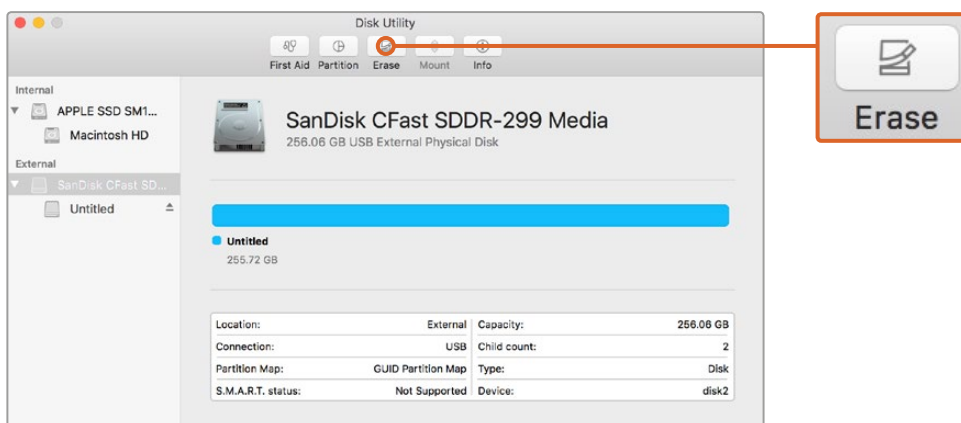 Disk Utility
First Aid Partition Erase Mount Info
Erase
Internal
APPLE SSD SM1...
Macintosh HD
External
SanDisk CFast SD...
Untitled
SanDisk CFast SDDR-299 Media
256.06 GB USB External Physical Disk
Untitled
255.72 GB
Location: External Capacity: 256.06 GB
Connection: USB Child count: 2
Partition Map: GUID Partition Map Type: Disk
S.M.A.R.T. status: Not Supported Device: disk2